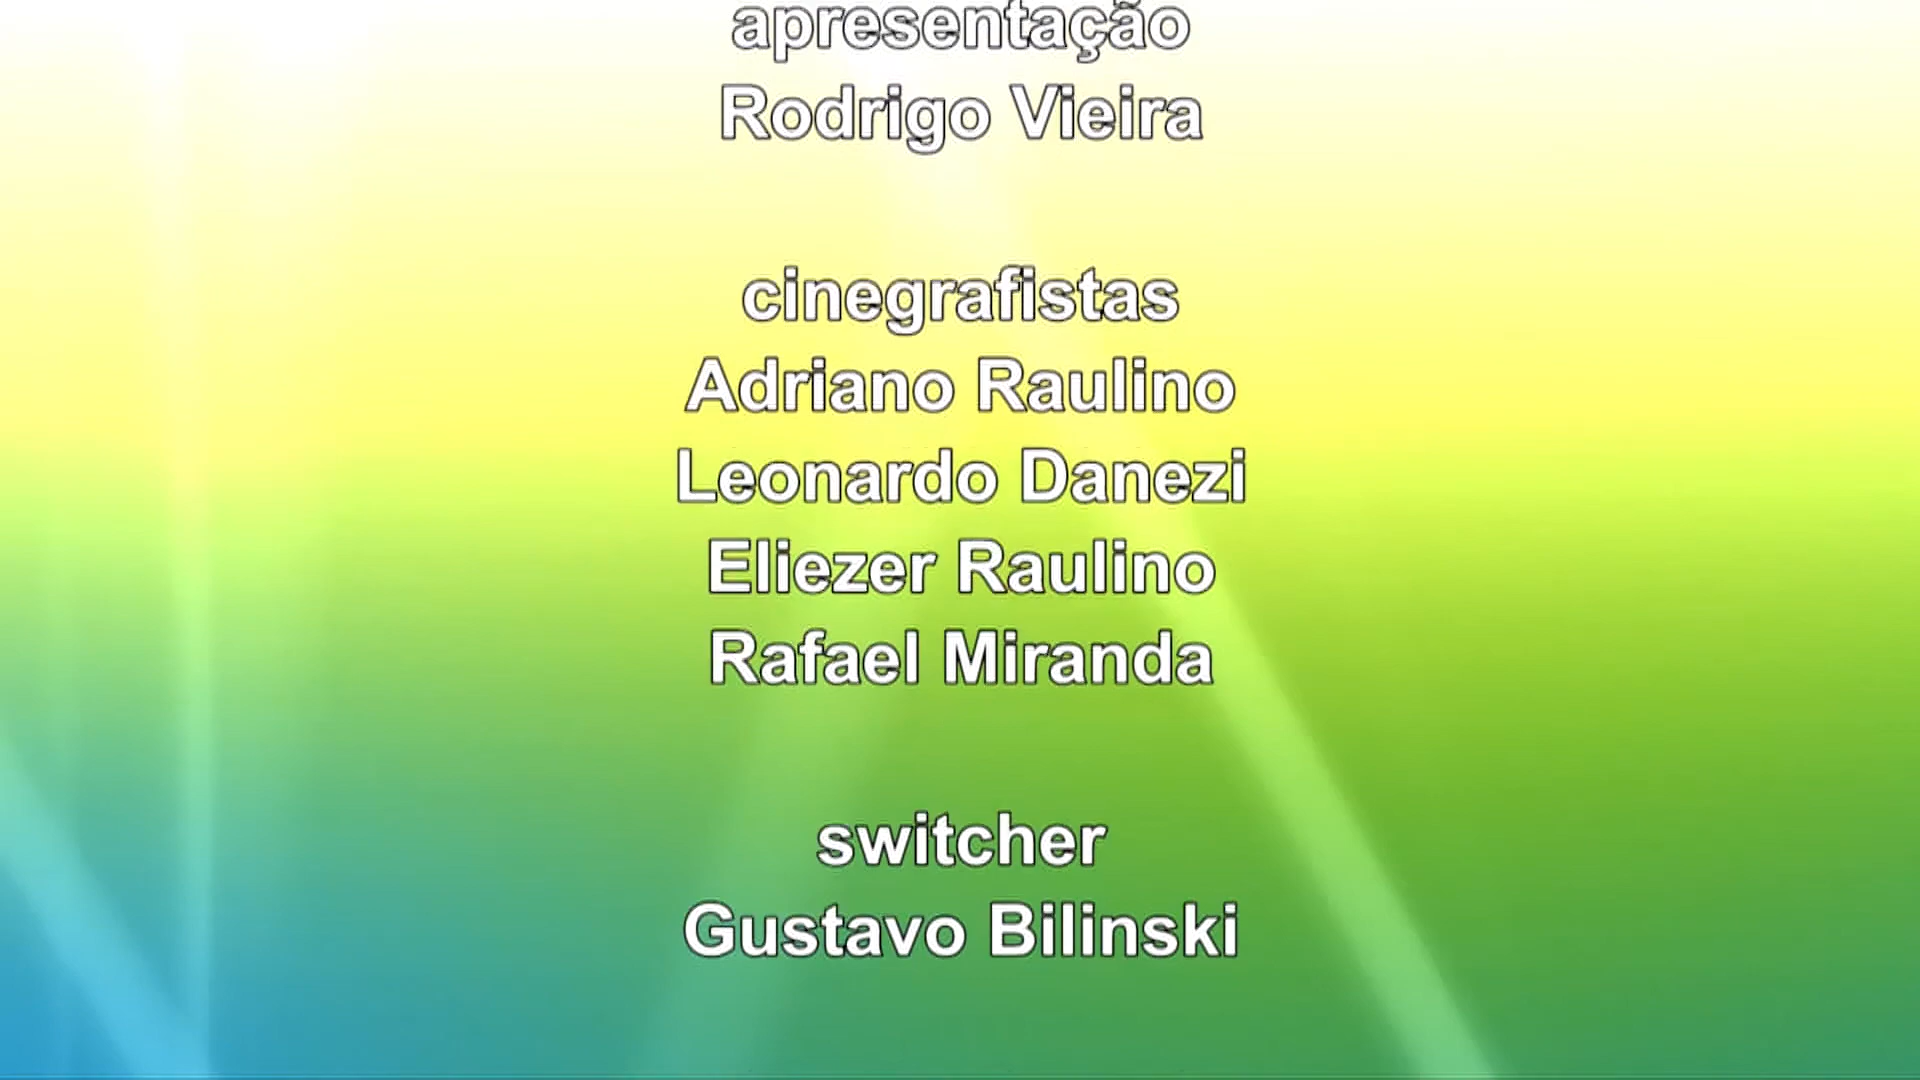 apresentação
Rodrigo Vieira
cinegrafistas
Adriano Raulino
Leonardo Danezi
Eliezer Raulino
Rafael Miranda
switcher
Gustavo Bilinski